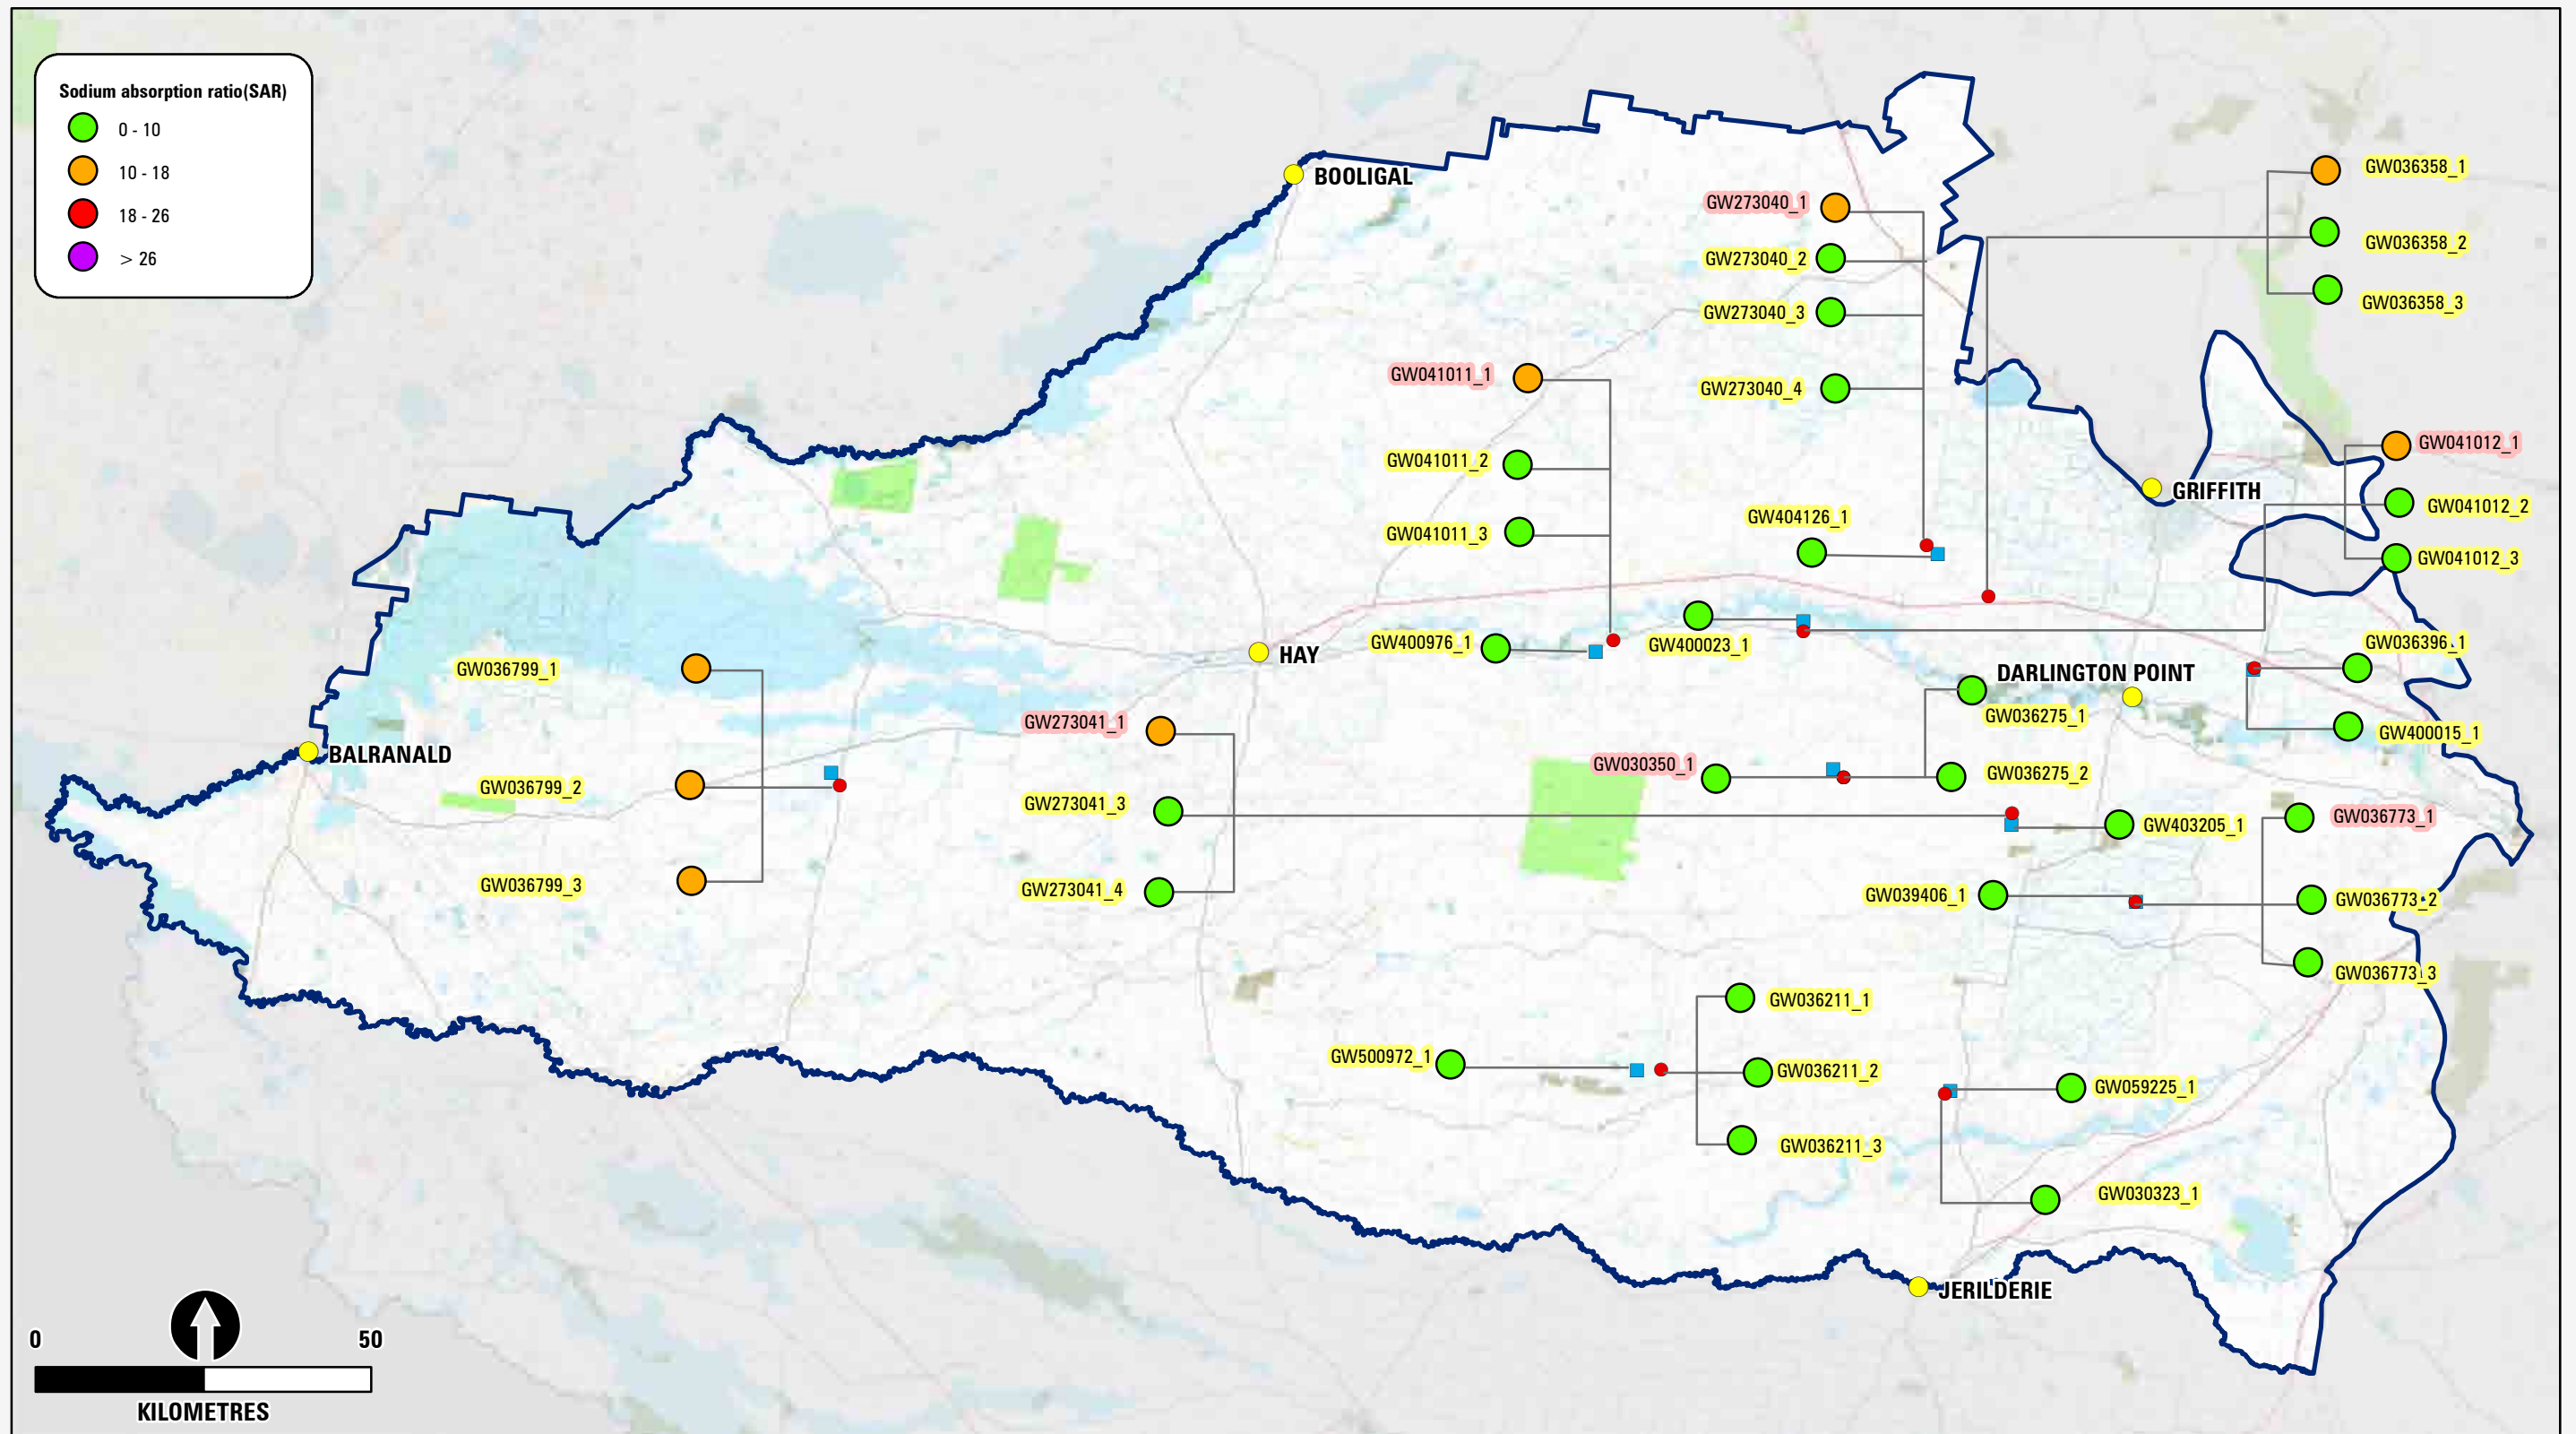 Sodium absorption ratio(SAR)
0 - 10
10 - 18
18 - 26
> 26
BOOLIGAL
GW036358_1
GW036358_2
GW036358_3
GW273040_1
GW273040_2
GW273040_3
GW273040_4
GW041011_1
GW041011_2
GW041011_3
GW041012_1
GW041012_2
GW041012_3
GRIFFITH
GW404126_1
GW400976_1
GW400023_1
HAY
DARLINGTON POINT
GW036396_1
GW400015_1
GW036275_1
GW036275_2
GW030350_1
GW036799_1
GW036799_2
GW036799_3
BALRANALD
GW273041_1
GW273041_3
GW273041_4
GW403205_1
GW036773_1
GW036773_2
GW036773_3
GW039406_1
GW036211_1
GW036211_2
GW036211_3
GW500972_1
GW059225_1
GW030323_1
JERILDERIE
0 50
KILOMETRES